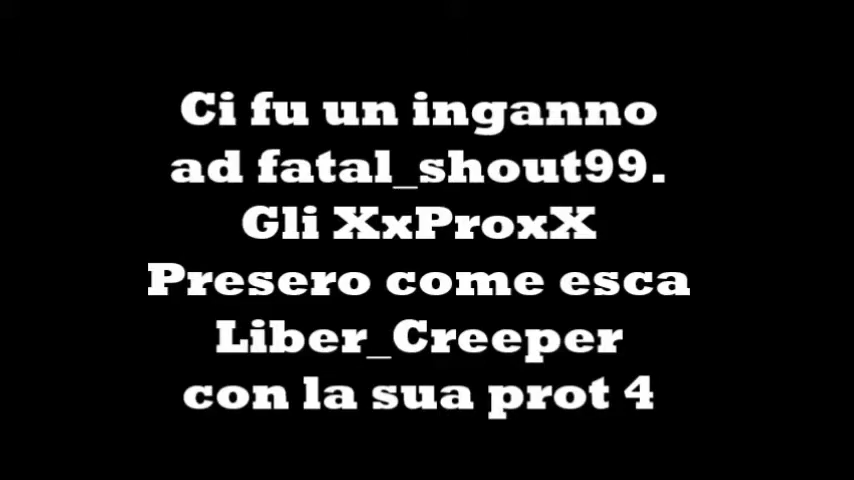 Ci fu un inganno
ad fatal_shout99.
Gli XxProxX
Presero come esca
Liber_Creeper
con la sua prot 4